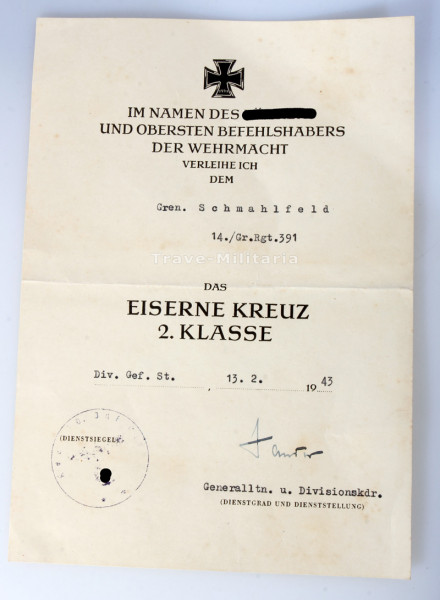 IM NAMEN DES
UND OBERSTEN BEFEHLSHABERS
DER WEHRMACHT
VERLEIHE ICH
DEM
Gren. Schmahlfeld
14./Gr.Rgt.391
Trave-Militaria
DAS
EISERNE KREUZ
2. KLASSE
Div. Gef. St. , 13.2. 1943
(DIENSTSIEGEL)
Generalltn. u. Divisionskdr.
(DIENSTGRAD UND DIENSTSTELLUNG)